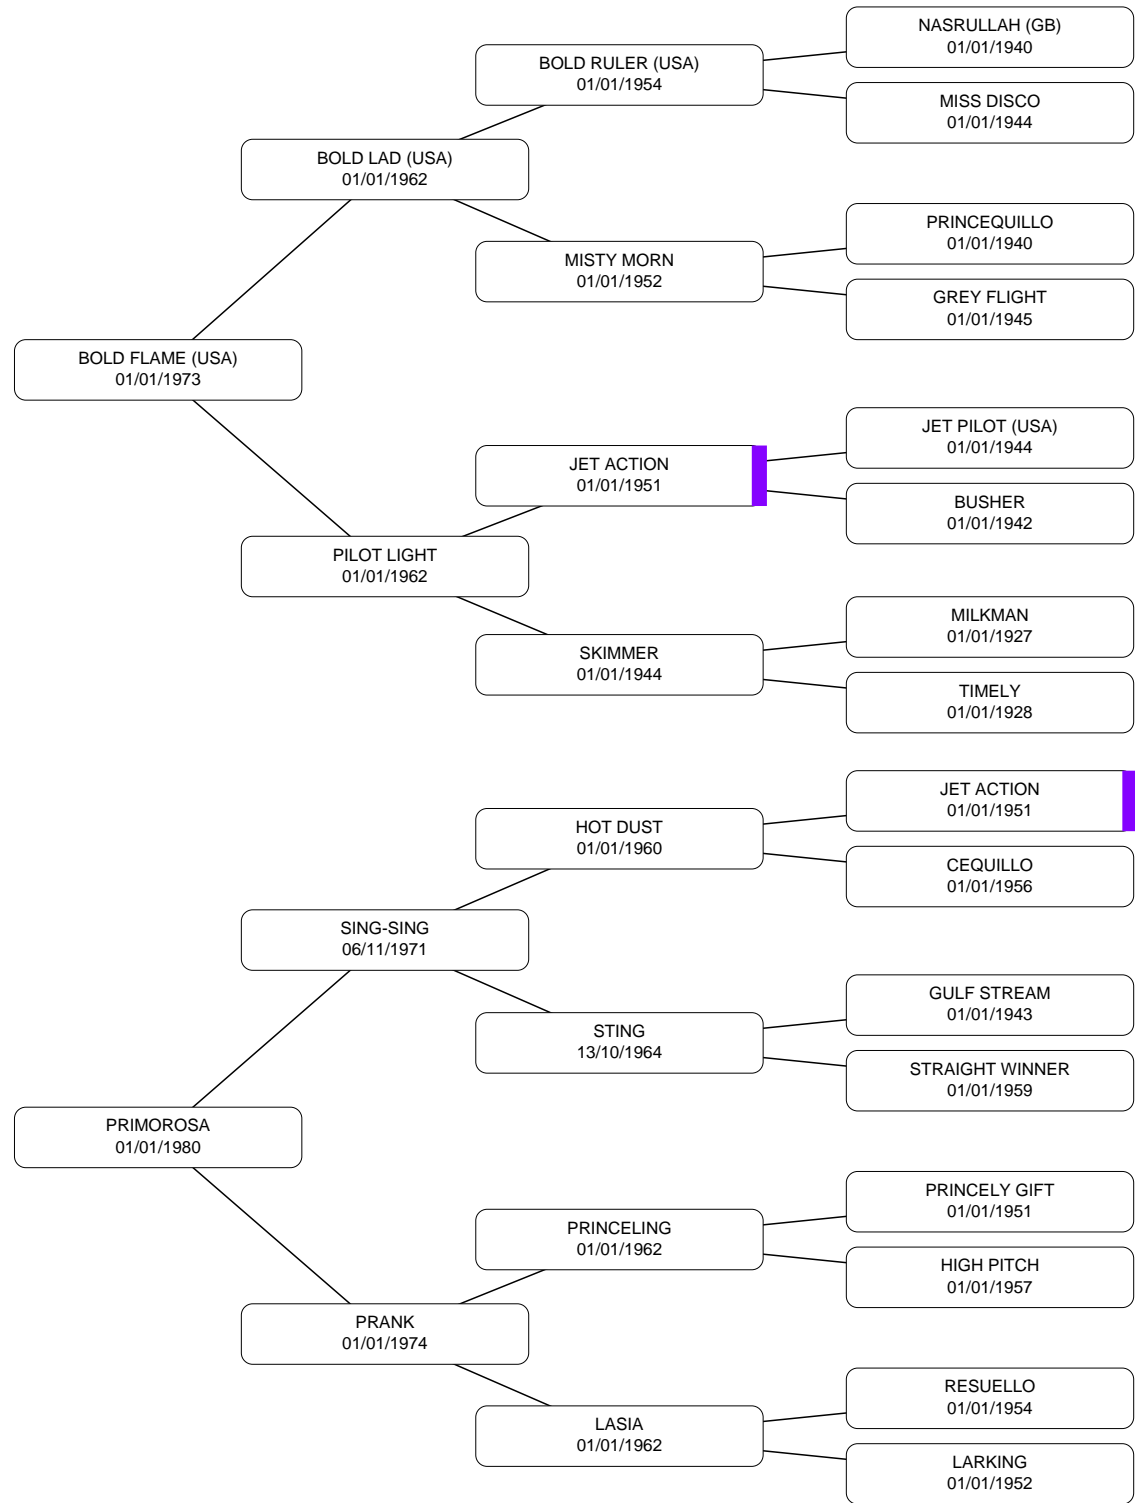 NASRULLAH (GB)
01/01/1940
BOLD RULER (USA)
01/01/1954
MISS DISCO
01/01/1944
BOLD LAD (USA)
01/01/1962
PRINCEQUILLO
01/01/1940
MISTY MORN
01/01/1952
GREY FLIGHT
01/01/1945
BOLD FLAME (USA)
01/01/1973
JET PILOT (USA)
01/01/1944
JET ACTION
01/01/1951
BUSHER
01/01/1942
PILOT LIGHT
01/01/1962
MILKMAN
01/01/1927
SKIMMER
01/01/1944
TIMELY
01/01/1928
JET ACTION
01/01/1951
HOT DUST
01/01/1960
CEQUILLO
01/01/1956
SING-SING
06/11/1971
GULF STREAM
01/01/1943
STING
13/10/1964
STRAIGHT WINNER
01/01/1959
PRIMOROSA
01/01/1980
PRINCELY GIFT
01/01/1951
PRINCELING
01/01/1962
HIGH PITCH
01/01/1957
PRANK
01/01/1974
RESUELLO
01/01/1954
LASIA
01/01/1962
LARKING
01/01/1952